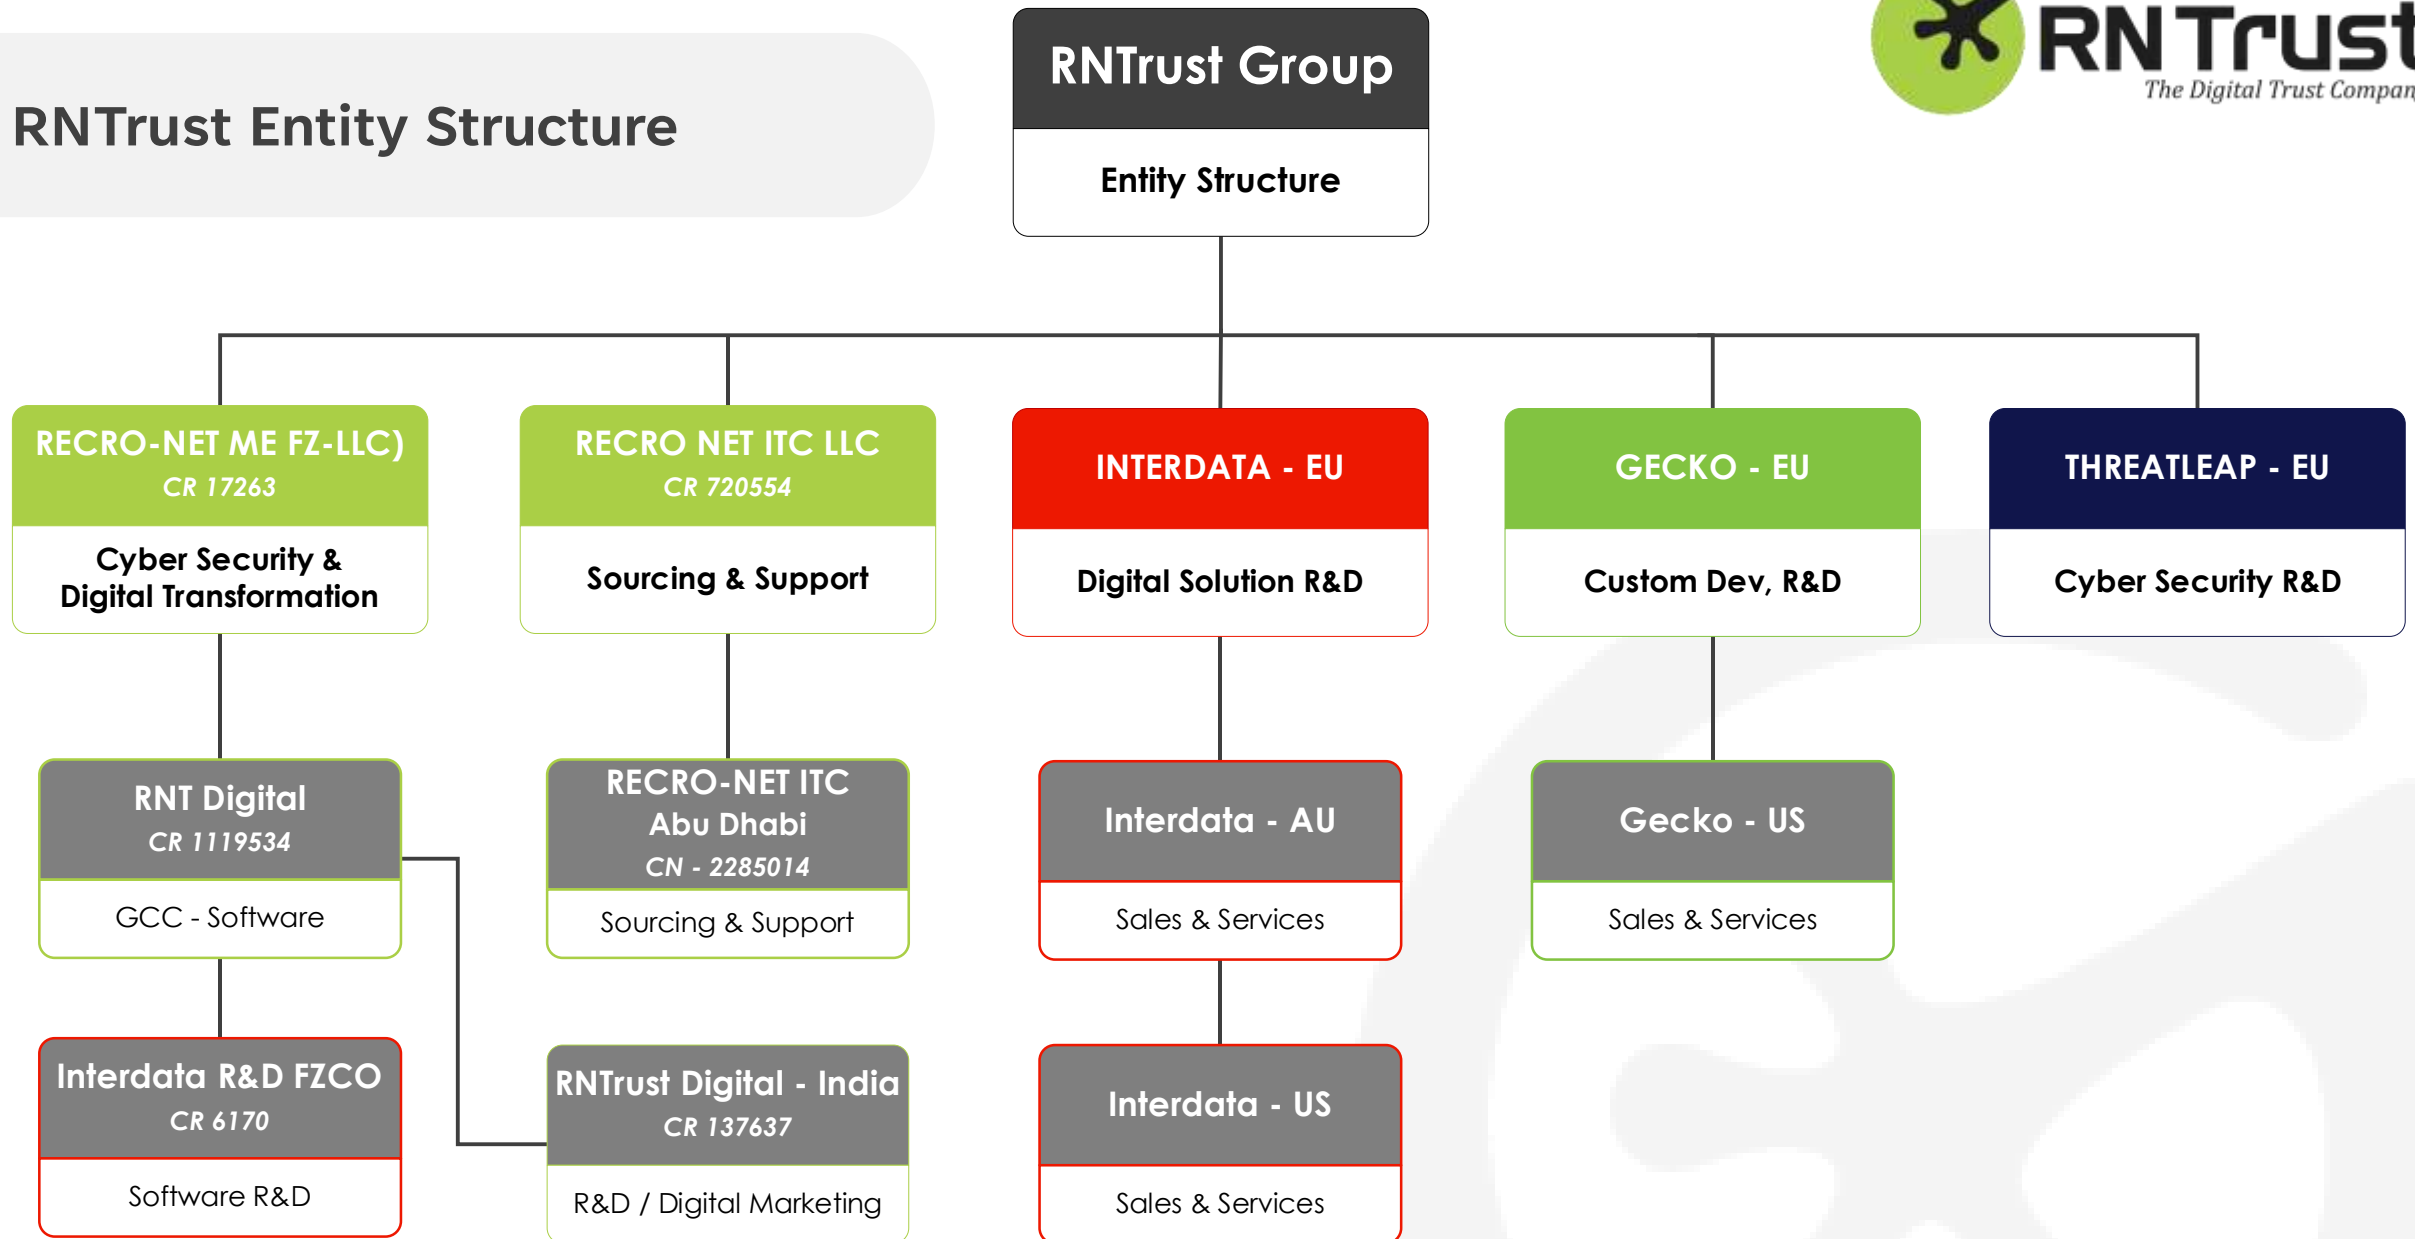 RNTrust Entity Structure
RNTrust Group
Entity Structure
RNTrust
The Digital Trust Company
RECRO-NET ME FZ-LLC)
CR 17263
Cyber Security &
Digital Transformation
RECRO NET ITC LLC
CR 720554
Sourcing & Support
INTERDATA - EU
Digital Solution R&D
GECKO - EU
Custom Dev, R&D
THREATLEAP - EU
Cyber Security R&D
RNT Digital
CR 1119534
GCC - Software
RECRO-NET ITC
Abu Dhabi
CN - 2285014
Sourcing & Support
Interdata - AU
Sales & Services
Gecko - US
Sales & Services
Interdata R&D FZCO
CR 6170
Software R&D
RNTrust Digital - India
CR 137637
R&D / Digital Marketing
Interdata - US
Sales & Services